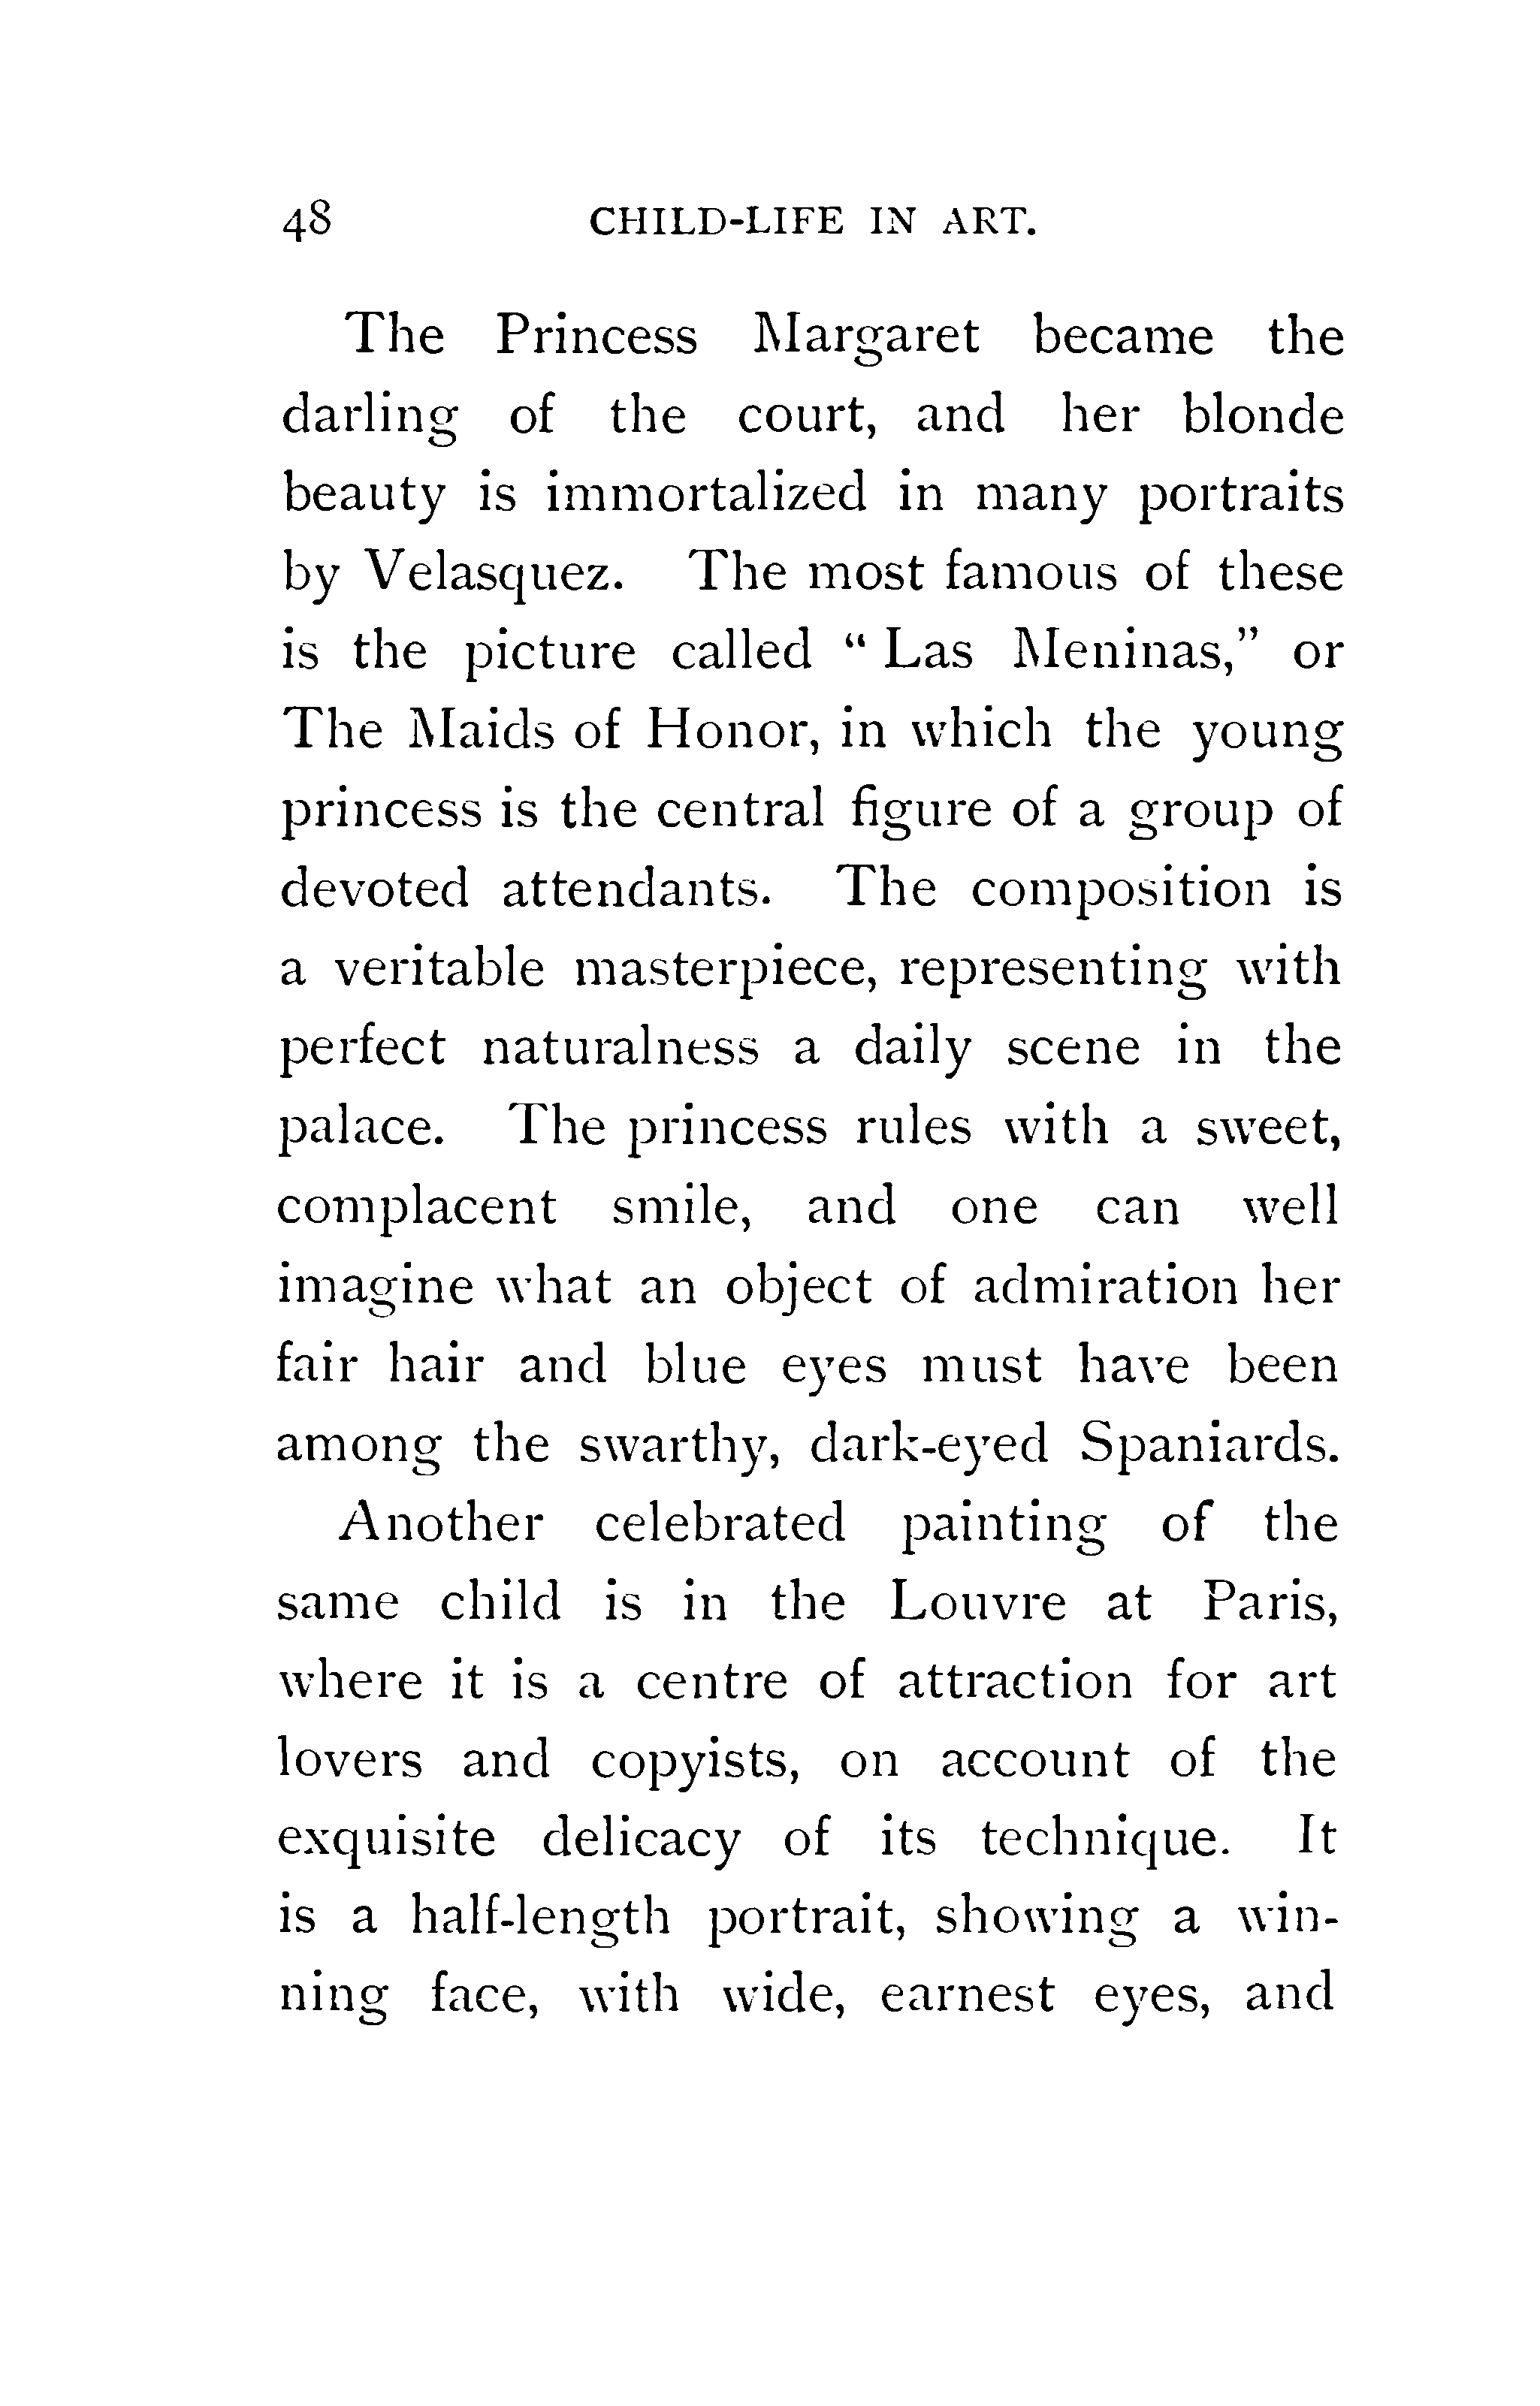 48 CHILD-LIFE IN ART.
The Princess Margaret became the
darling of the court, and her blonde
beauty is immortalized in many portraits
by Velasquez. The most famous of these
is the picture called “Las Meninas,” or
The Maids of Honor, in which the young
princess is the central figure of a group of
devoted attendants. The composition is
a veritable masterpiece, representing with
perfect naturalness a daily scene in the
palace. The princess rules with a sweet,
complacent smile, and one can well
imagine what an object of admiration her
fair hair and blue eyes must have been
among the swarthy, dark-eyed Spaniards.
Another celebrated painting of the
same child is in the Louvre at Paris,
where it is a centre of attraction for art
lovers and copyists, on account of the
exquisite delicacy of its technique. It
is a half-length portrait, showing a win-
ning face, with wide, earnest eyes, and